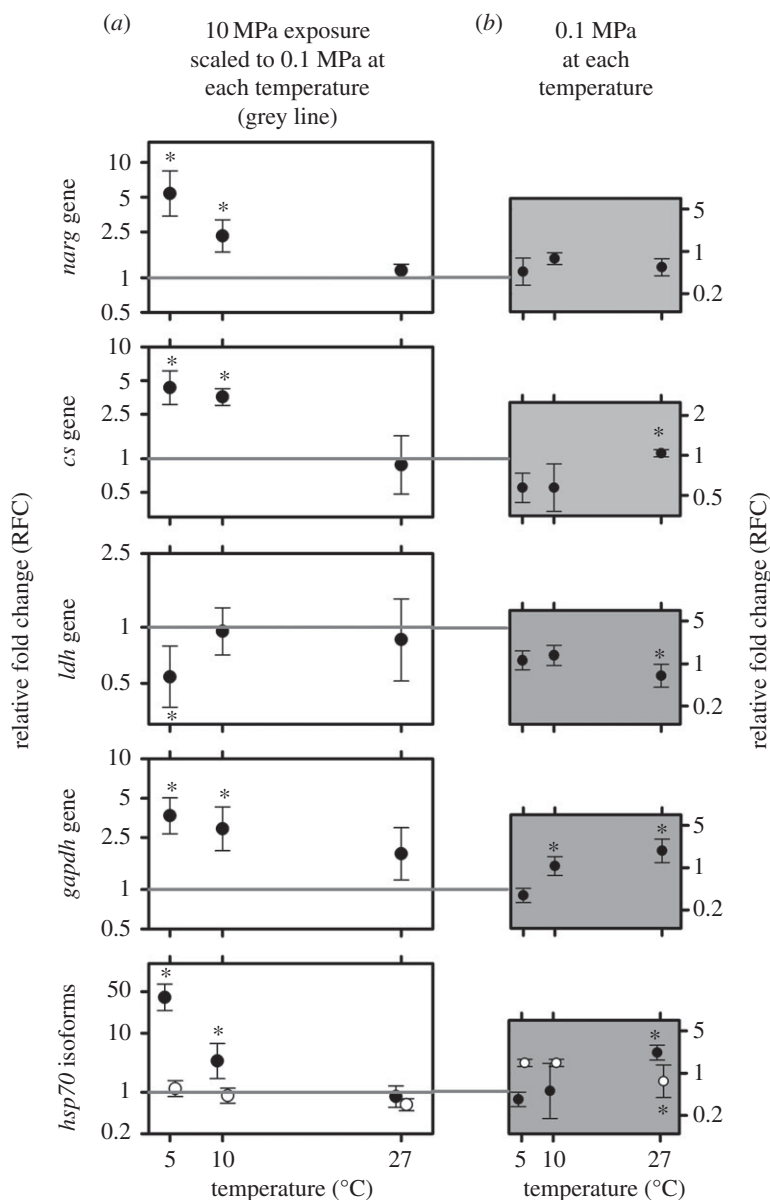 (a) 10 MPa exposure
scaled to 0.1 MPa at
each temperature
(grey line)
(b) 0.1 MPa
at each
temperature
relative fold change (RFC)
narg gene
10
5
2.5
1
0.5
*
*
5
1
0.2
cs gene
10
5
2.5
1
0.5
*
*
2
1
0.5
*
ldh gene
2.5
1
0.5
*
5
1
0.2
*
gapdh gene
10
5
2.5
1
0.5
*
*
5
1
0.2
*
*
hsp70 isoforms
50
10
1
0.2
*
*
5
1
0.2
*
*
5 10 27
temperature (°C)
5 10 27
temperature (°C)
relative fold change (RFC)